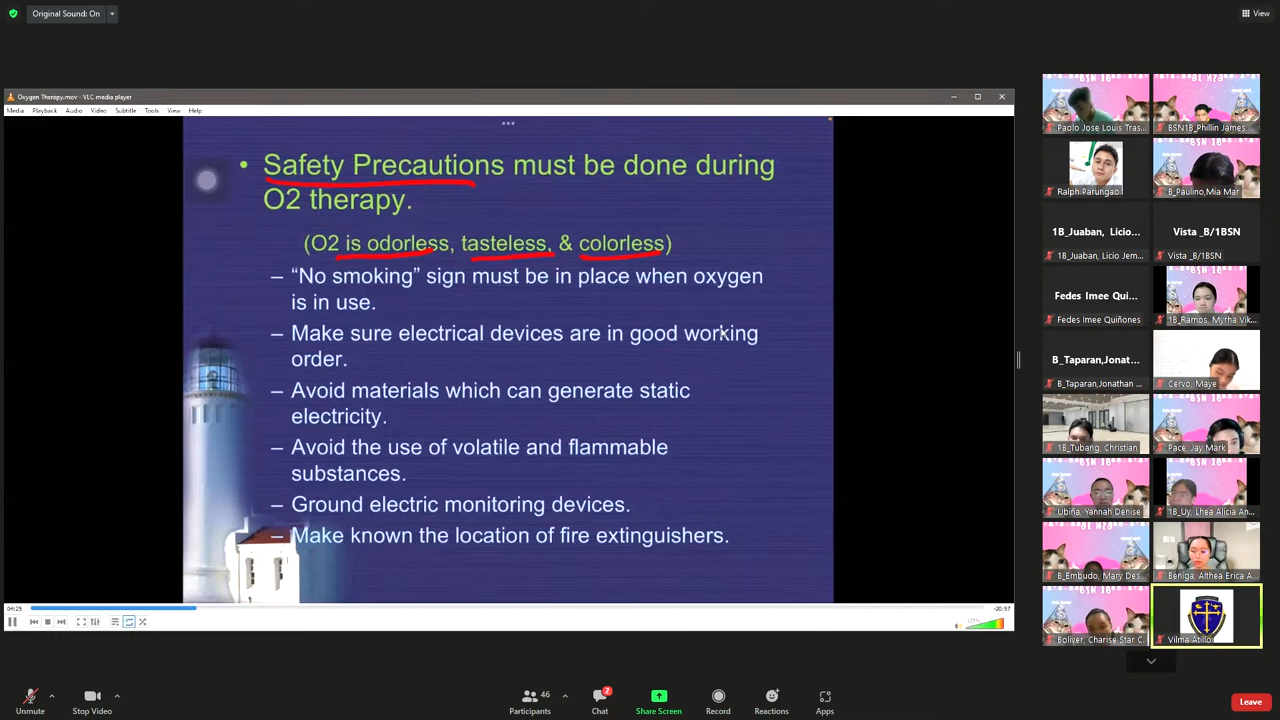 Original Sound: On
View
Oxygen Therapy.mov - VLC media player
Media Playback Audio Video Subtitle Tools View Help
• Safety Precautions must be done during
O2 therapy.
(O2 is odorless, tasteless, & colorless)
– “No smoking” sign must be in place when oxygen
is in use.
– Make sure electrical devices are in good working
order.
– Avoid materials which can generate static
electricity.
– Avoid the use of volatile and flammable
substances.
– Ground electric monitoring devices.
– Make known the location of fire extinguishers.
04:25
-20:57
Paolo Jose Louis Tras...
BSN1B_Phillin James ...
Ralph Parungao
B_Paulino,Mia Mar
1B_Juaban, Licio...
1B_Juaban, Licio Jem...
Vista _B/1BSN
Vista _B/1BSN
Fedes Imee Qui...
Fedes Imee Quiñones
1B_Ramos, Myrha Vik...
B_Taparan,Jonat...
B_Taparan,Jonathan ...
Cervo, Maye
1B_Tubang, Christian
Pace, Jay Mark
Ubiña, Yannah Denise
1B_Uy, Lhea Alicia An...
B_Embudo, Mary Des...
Beniga, Althea Erica A...
Boliver, Charise Star C.
Vilma Atillo
Unmute
Stop Video
46
Participants
2
Chat
Share Screen
Record
Reactions
Apps
Leave